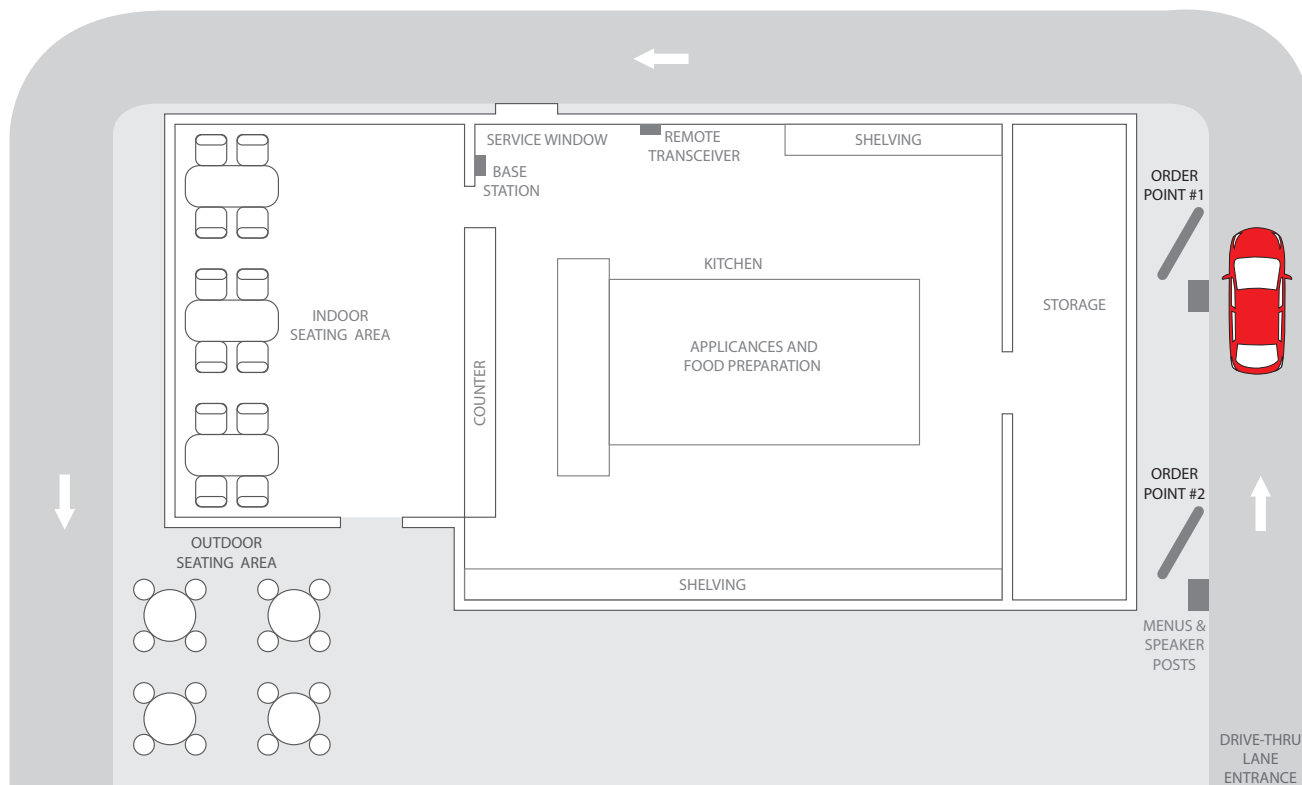 SERVICE WINDOW
REMOTE
TRANSCEIVER
SHELVING
BASE
STATION
ORDER
POINT #1
KITCHEN
STORAGE
INDOOR
SEATING AREA
APPLICANCES AND
FOOD PREPARATION
COUNTER
ORDER
POINT #2
OUTDOOR
SEATING AREA
SHELVING
MENUS &
SPEAKER
POSTS
DRIVE-THRU
LANE
ENTRANCE